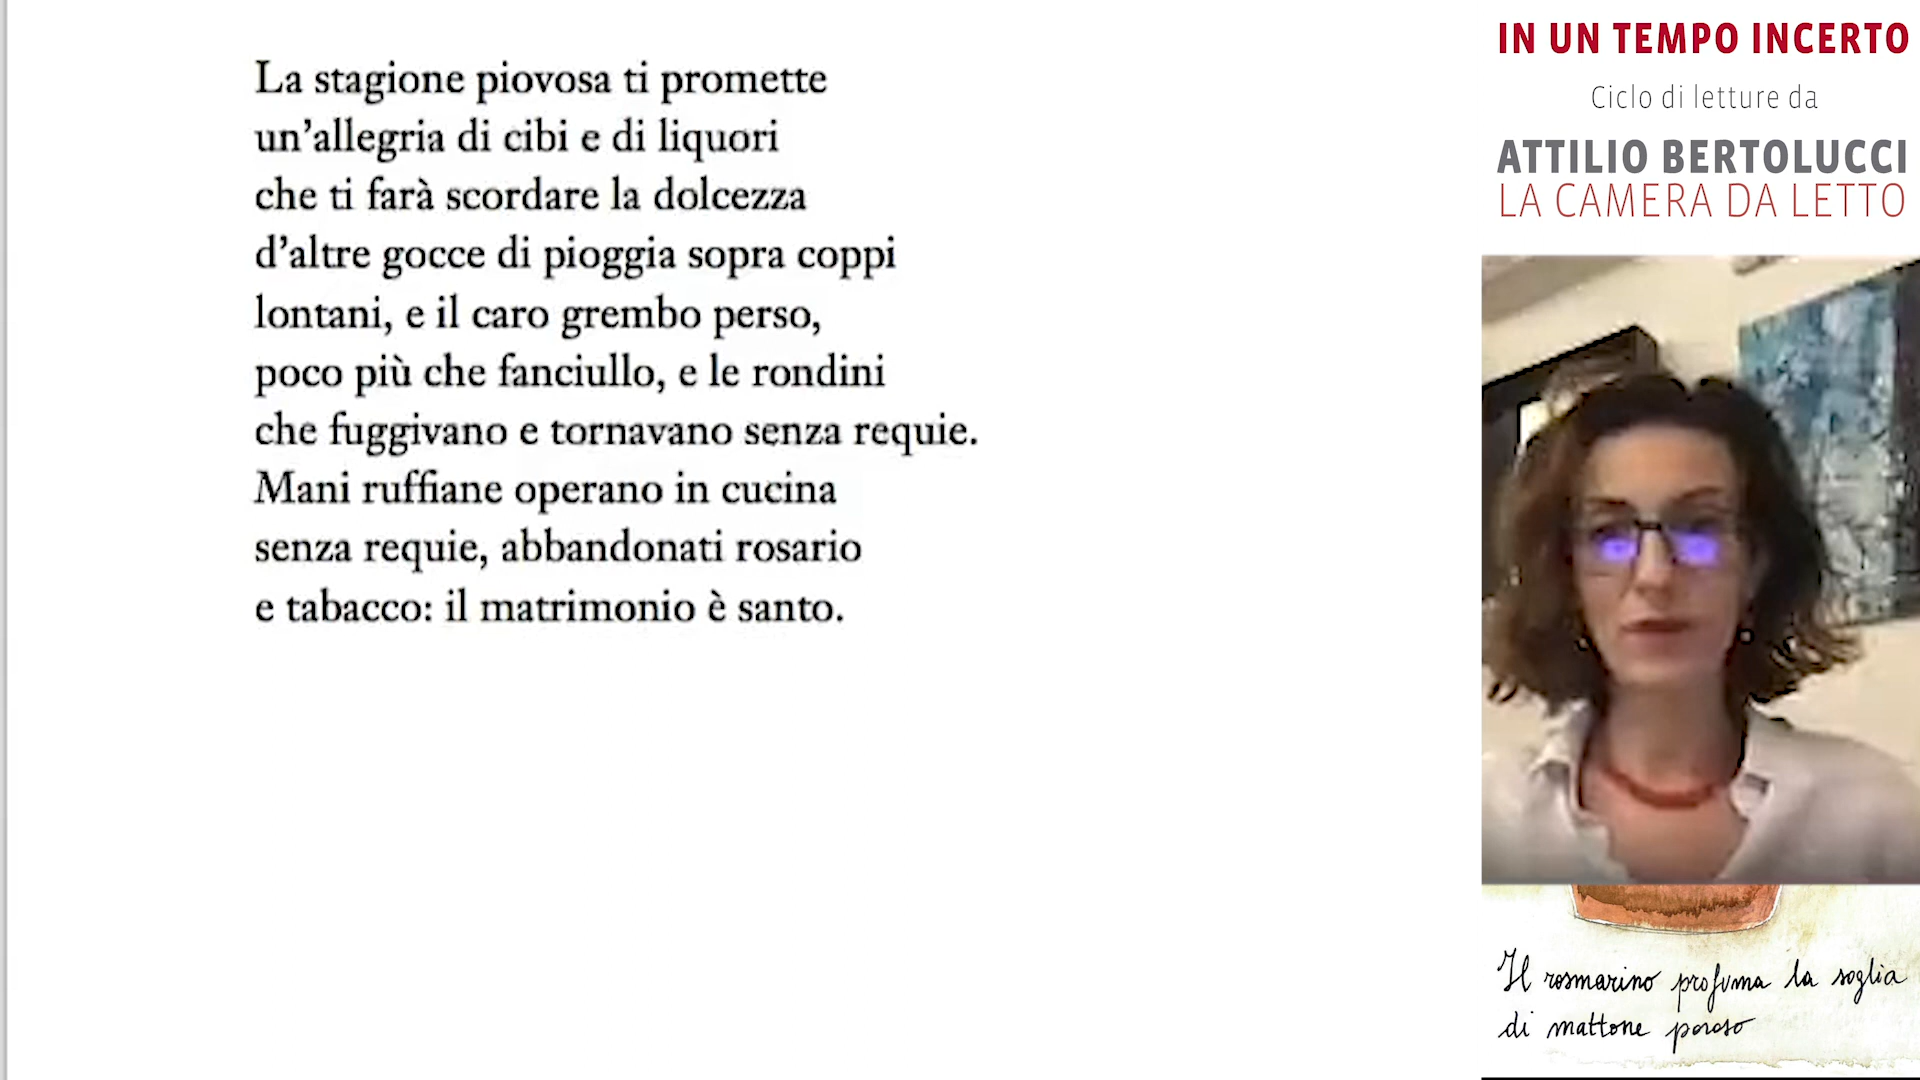 La stagione piovosa ti promette
un’allegria di cibi e di liquori
che ti farà scordare la dolcezza
d’altre gocce di pioggia sopra coppi
lontani, e il caro grembo perso,
poco più che fanciullo, e le rondini
che fuggivano e tornavano senza requie.
Mani ruffiane operano in cucina
senza requie, abbandonati rosario
e tabacco: il matrimonio è santo.
IN UN TEMPO INCERTO
Ciclo di letture da
ATTILIO BERTOLUCCI
LA CAMERA DA LETTO
Il rosmarino profuma la soglia
di mattone poroso